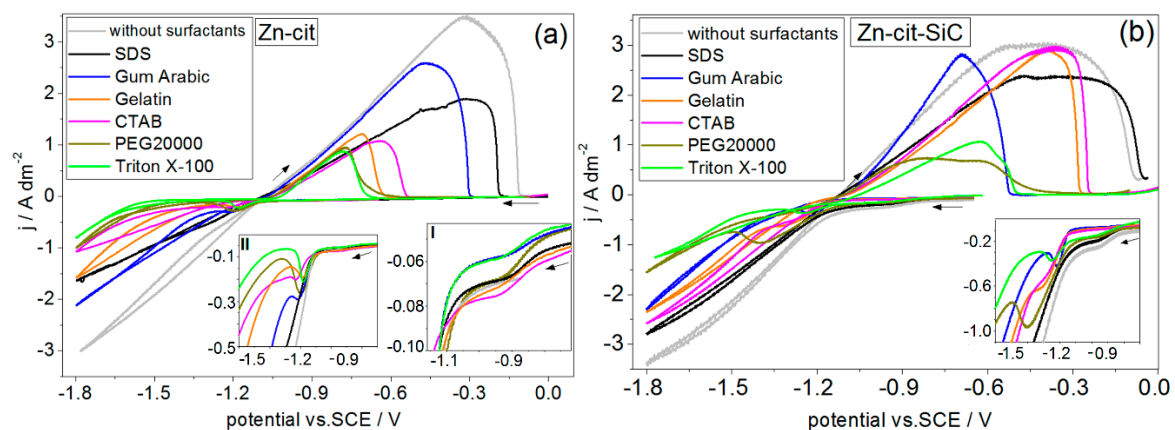 without surfactants
SDS
Gum Arabic
Gelatin
CTAB
PEG20000
Triton X-100
Zn-cit
(a)
j / A dm⁻²
3
2
1
0
-1
-2
-3
-1.8 -1.5 -1.2 -0.9 -0.6 -0.3 0.0
potential vs.SCE / V
II
-0.1
-0.3
-0.5
-1.5 -1.2 -0.9
I
-0.06
-0.08
-0.10
-1.1 -0.9
without surfactants
SDS
Gum Arabic
Gelatin
CTAB
PEG20000
Triton X-100
Zn-cit-SiC
(b)
j / A dm⁻²
3
2
1
0
-1
-2
-3
-1.8 -1.5 -1.2 -0.9 -0.6 -0.3 0.0
potential vs.SCE / V
-0.2
-0.6
-1.0
-1.5 -1.2 -0.9